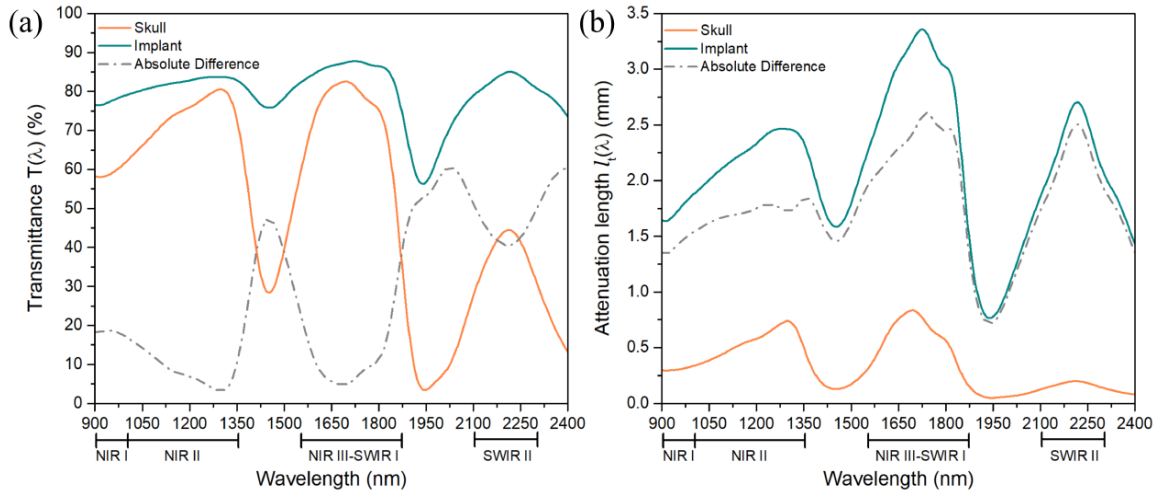 (a)
100
90
80
70
60
50
40
30
20
10
0
Transmittance T(λ) (%)
Skull
Implant
Absolute Difference
900 1050 1200 1350 1500 1650 1800 1950 2100 2250 2400
NIR I NIR II NIR III-SWIR I SWIR II
Wavelength (nm)
(b)
3.5
3.0
2.5
2.0
1.5
1.0
0.5
0.0
Attenuation length lₜ(λ) (mm)
Skull
Implant
Absolute Difference
900 1050 1200 1350 1500 1650 1800 1950 2100 2250 2400
NIR I NIR II NIR III-SWIR I SWIR II
Wavelength (nm)